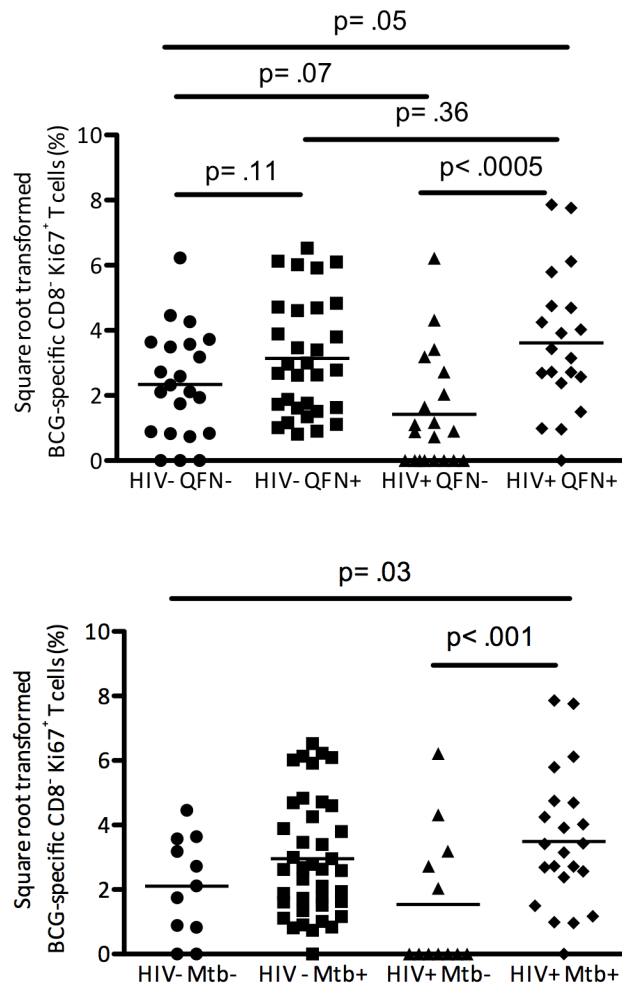 p= .05
p= .07
p= .36
p= .11
p< .0005
Square root transformed
BCG-specific CD8⁻ Ki67⁺ T cells (%)
10
8
6
4
2
0
HIV- QFN-
HIV- QFN+
HIV+ QFN-
HIV+ QFN+
p= .03
p< .001
Square root transformed
BCG-specific CD8⁻ Ki67⁺ T cells (%)
10
8
6
4
2
0
HIV- Mtb-
HIV - Mtb+
HIV+ Mtb-
HIV+ Mtb+